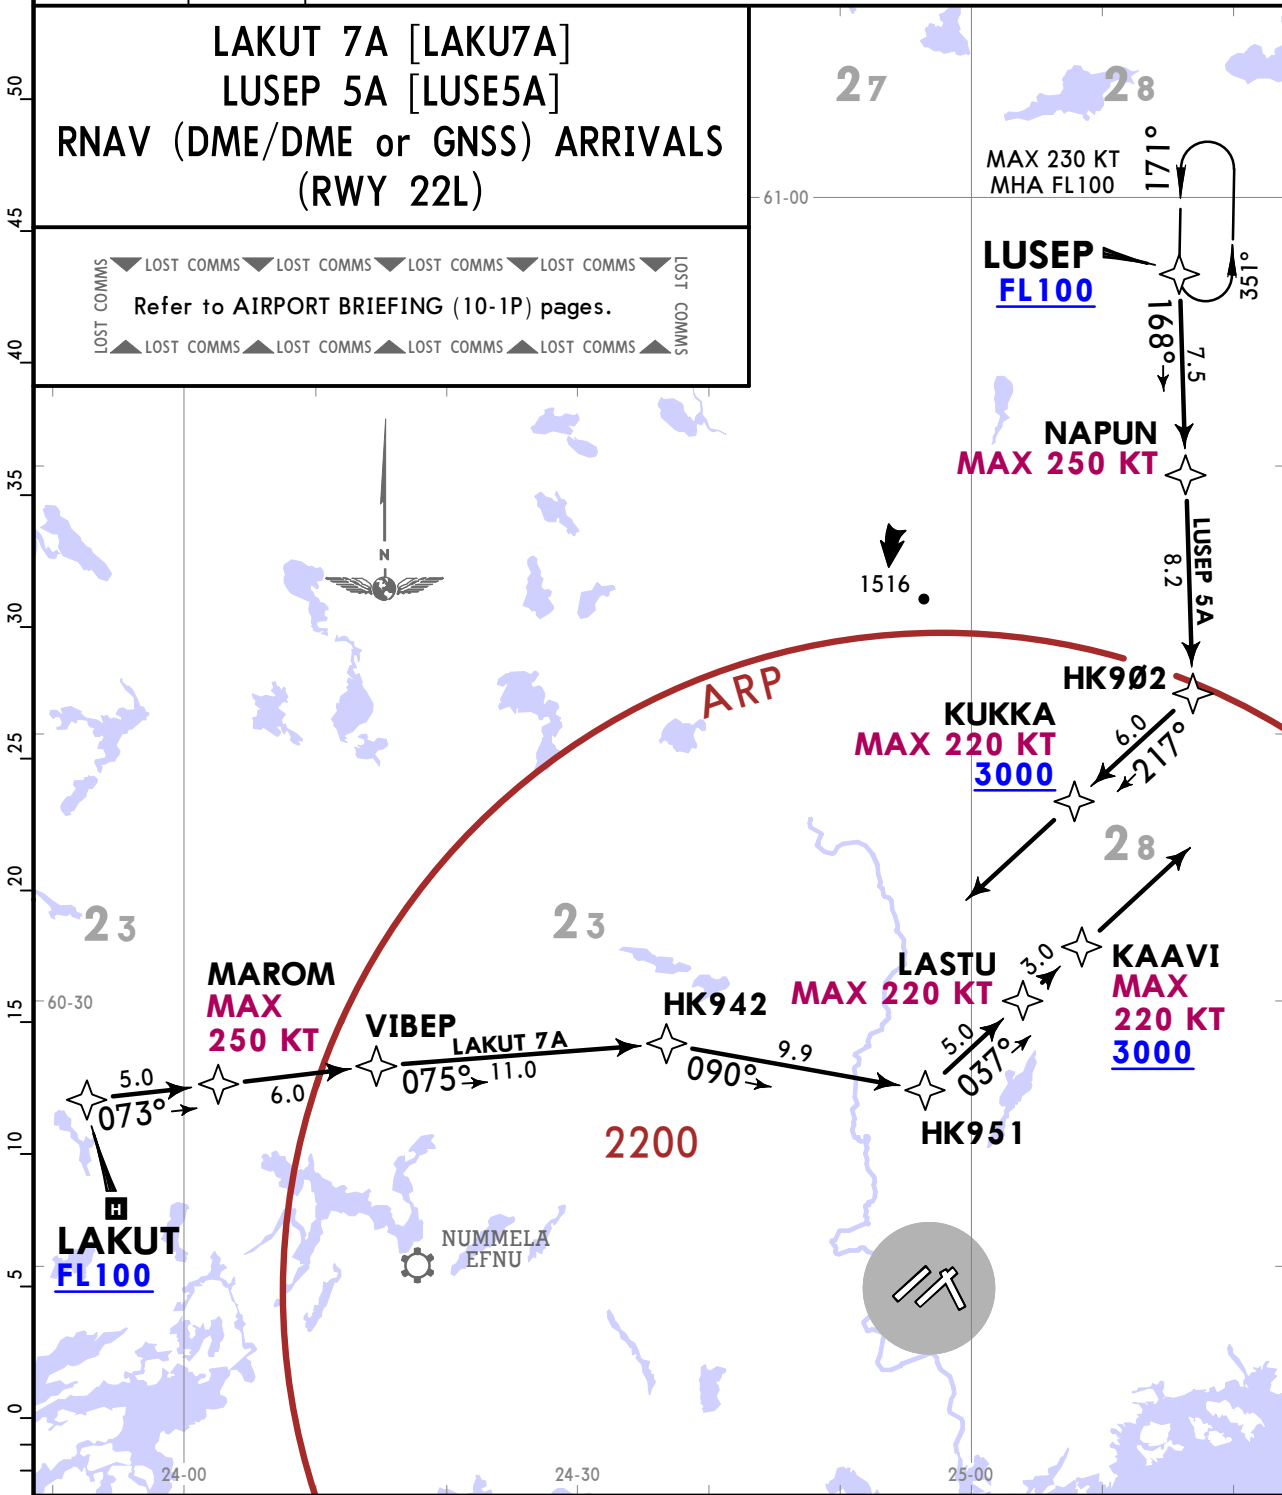 LAKUT 7A [LAKU7A]
LUSEP 5A [LUSE5A]
RNAV (DME/DME or GNSS) ARRIVALS
(RWY 22L)
LOST COMMS LOST COMMS LOST COMMS LOST COMMS
LOST COMMS
Refer to AIRPORT BRIEFING (10-1P) pages.
LOST COMMS
LOST COMMS LOST COMMS LOST COMMS LOST COMMS
50
45
40
35
30
25
20
15
10
5
0
27
28
61-00
MAX 230 KT
MHA FL100
171°
351°
LUSEP
FL100
168°
7.5
NAPUN
MAX 250 KT
LUSEP 5A
8.2
N
1516
ARP
HK9Ø2
KUKKA
MAX 220 KT
3000
6.0
217°
28
23
23
60-30
MAROM
MAX
250 KT
VIBEP
LAKUT 7A
HK942
LASTU
MAX 220 KT
3.0
KAAVI
MAX
220 KT
3000
5.0
073°
6.0
075°
11.0
090°
9.9
5.0
037°
HK951
2200
H
LAKUT
FL100
NUMMELA
EFNU
24-00
24-30
25-00